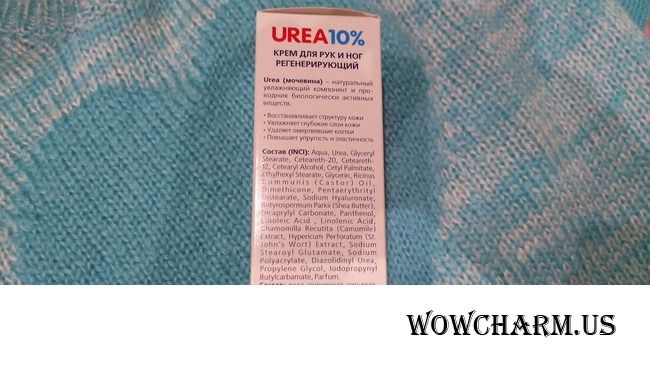 UREA10%
КРЕМ ДЛЯ РУК И НОГ
РЕГЕНЕРИРУЮЩИЙ
Urea (мочевина) – натуральный
увлажняющий компонент и про-
водник биологически активных
веществ.
• Восстанавливает структуру кожи
• Увлажняет глубокие слои кожи
• Удаляет омертвевшие клетки
• Повышает упругость и эластичность
Состав (INCI): Aqua, Urea, Glyceryl
Stearate, Ceteareth-20, Ceteareth-
12, Cetearyl Alcohol, Cetyl Palmitate,
Ethylhexyl Stearate, Glycerin, Ricinus
Communis (Castor) Oil,
Dimethicone, Pentaerythrityl
Distearate, Sodium Hyaluronate,
Butyrospermum Parkii (Shea Butter),
Dicaprylyl Carbonate, Panthenol,
Linoleic Acid , Linolenic Acid,
Chamomilla Recutita (Camomile)
Extract, Hypericum Perforatum (St.
John's Wort) Extract, Sodium
Stearoyl Glutamate, Sodium
Polyacrylate, Diazolidinyl Urea,
Propylene Glycol, Iodopropynyl
Butylcarbamate, Parfum.
WOWCHARM.US